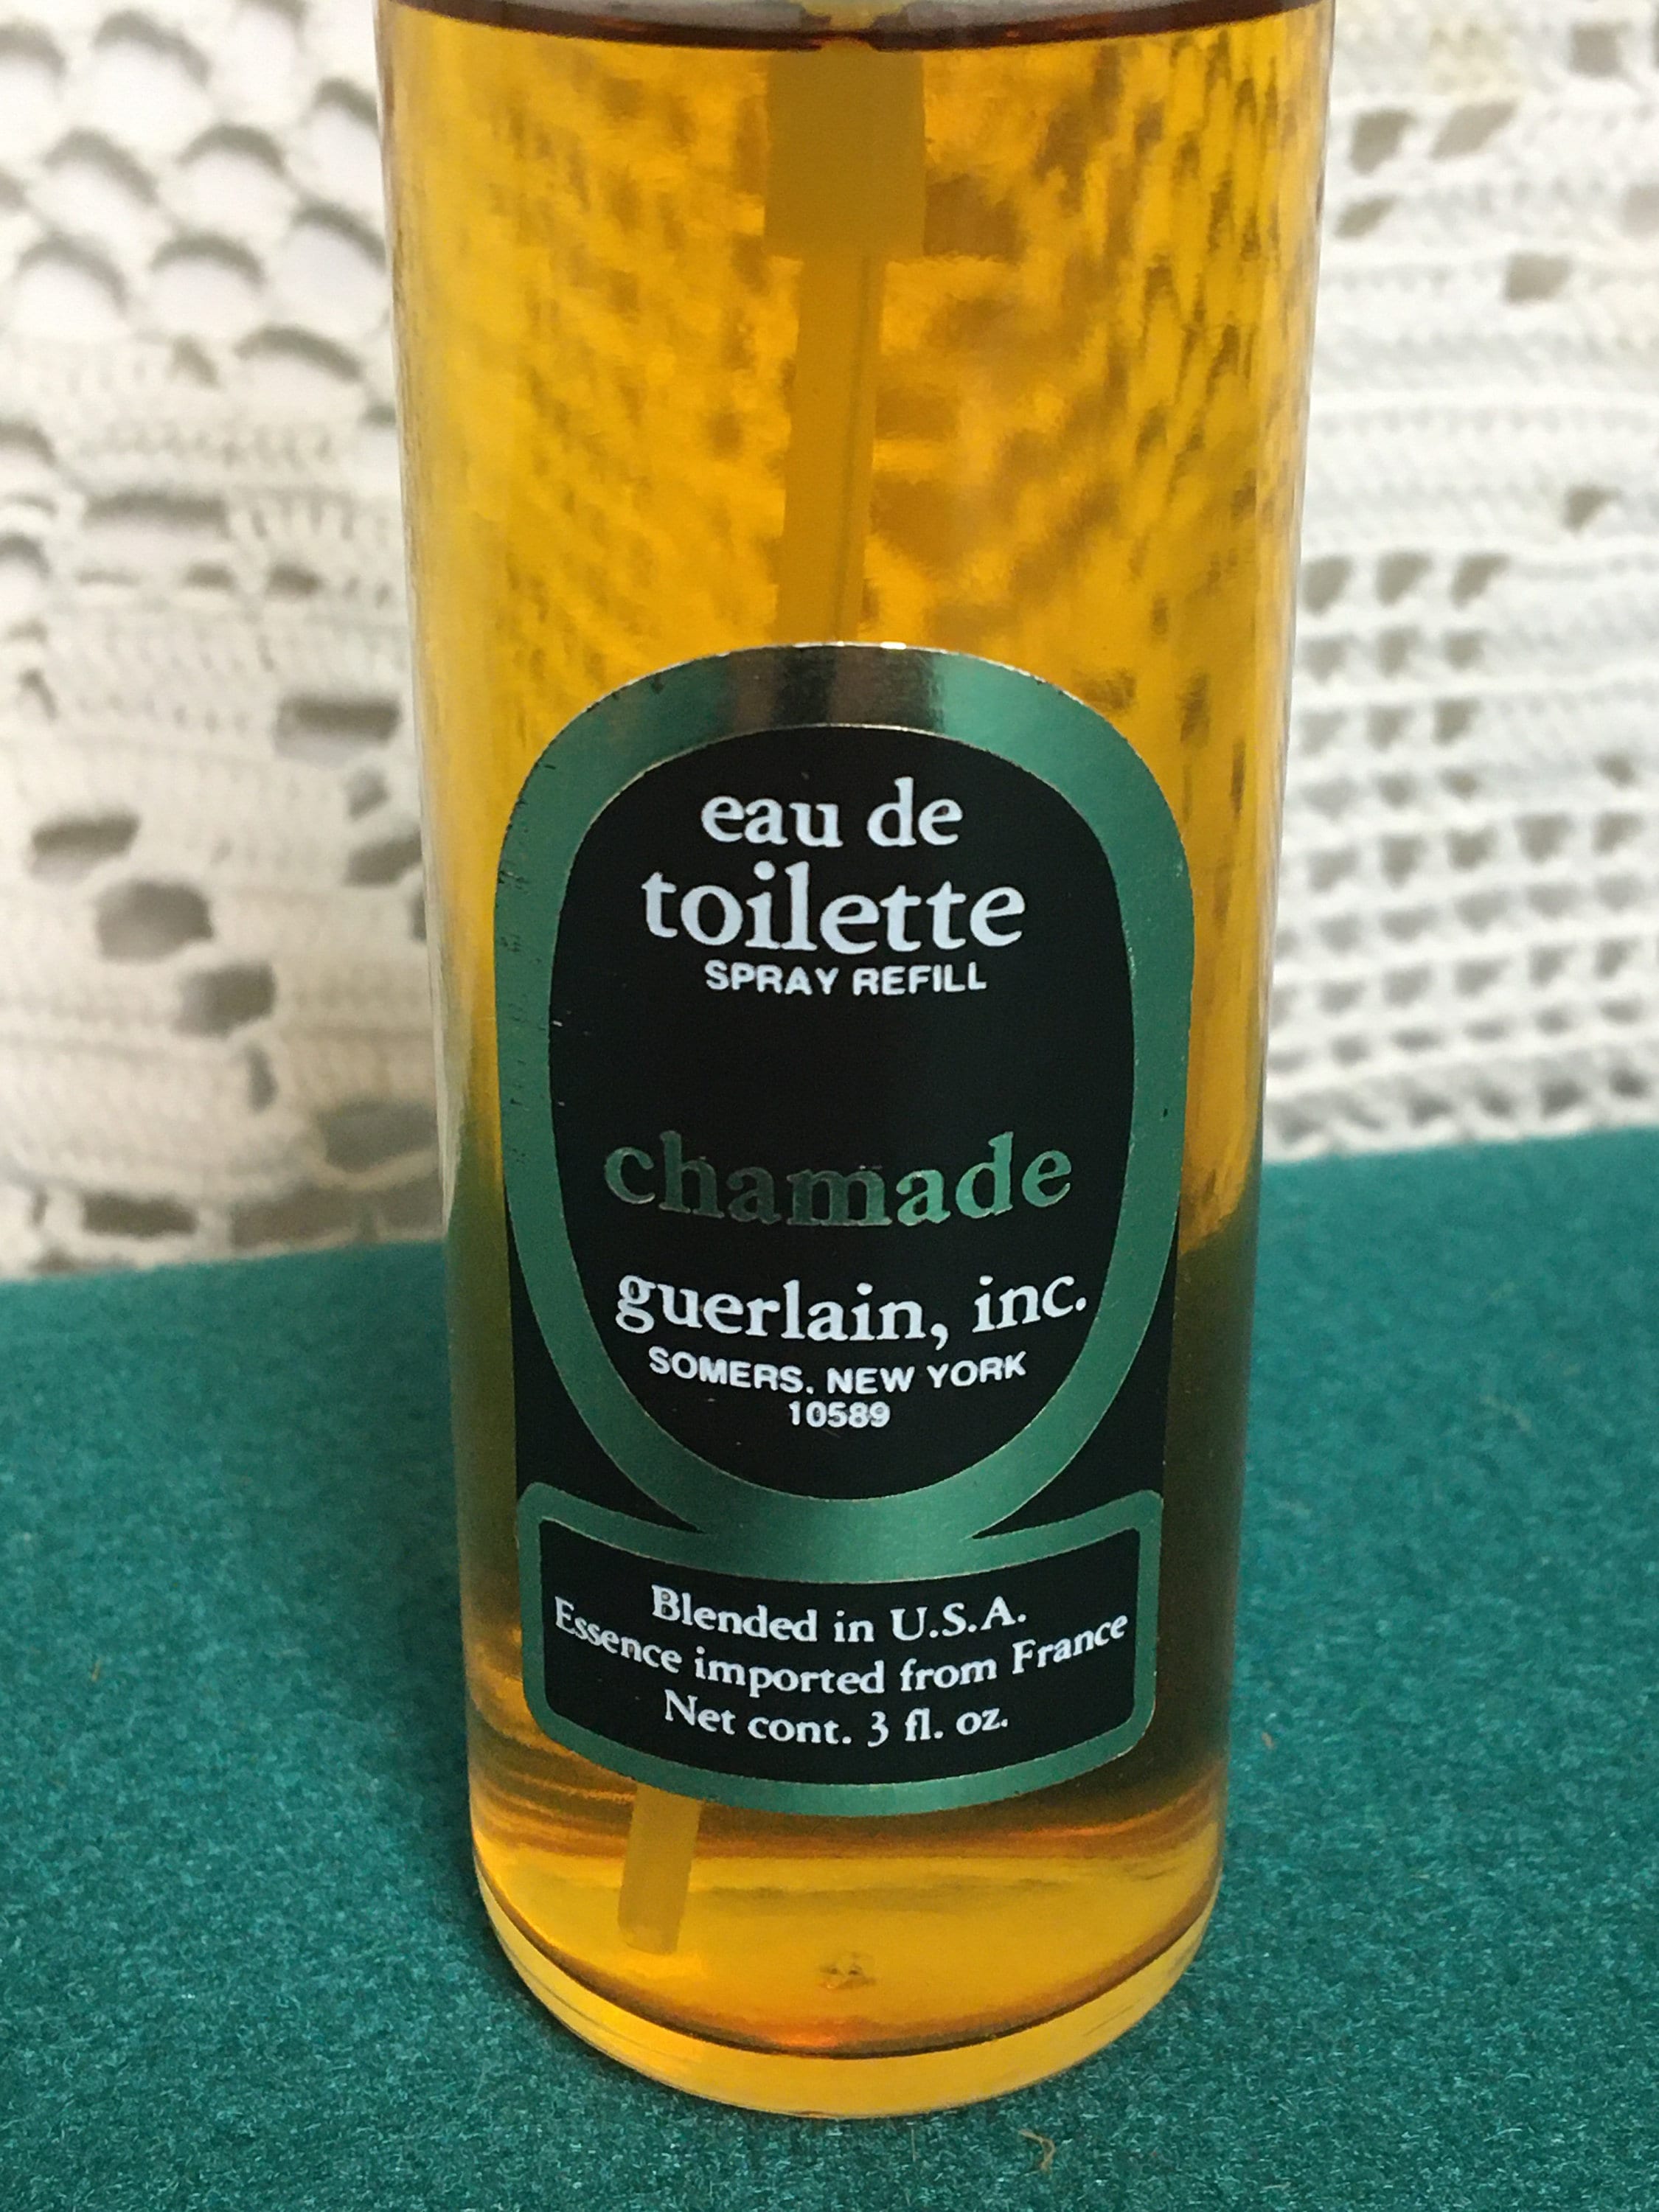 eau de
toilette
SPRAY REFILL
chamade
guerlain, inc.
SOMERS, NEW YORK
10589
Blended in U.S.A.
Essence imported from France
Net cont. 3 fl. oz.